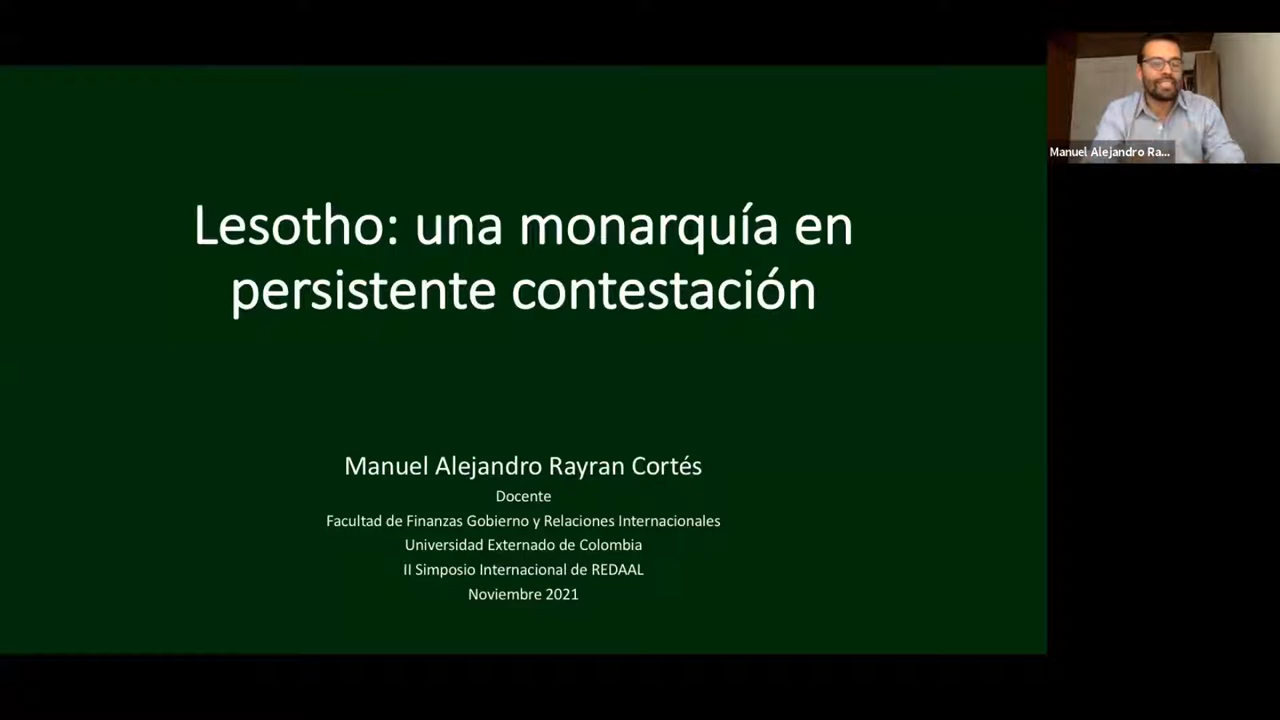 Lesotho: una monarquía en
persistente contestación
Manuel Alejandro Rayran Cortés
Docente
Facultad de Finanzas Gobierno y Relaciones Internacionales
Universidad Externado de Colombia
II Simposio Internacional de REDAAL
Noviembre 2021
Manuel Alejandro Ra...